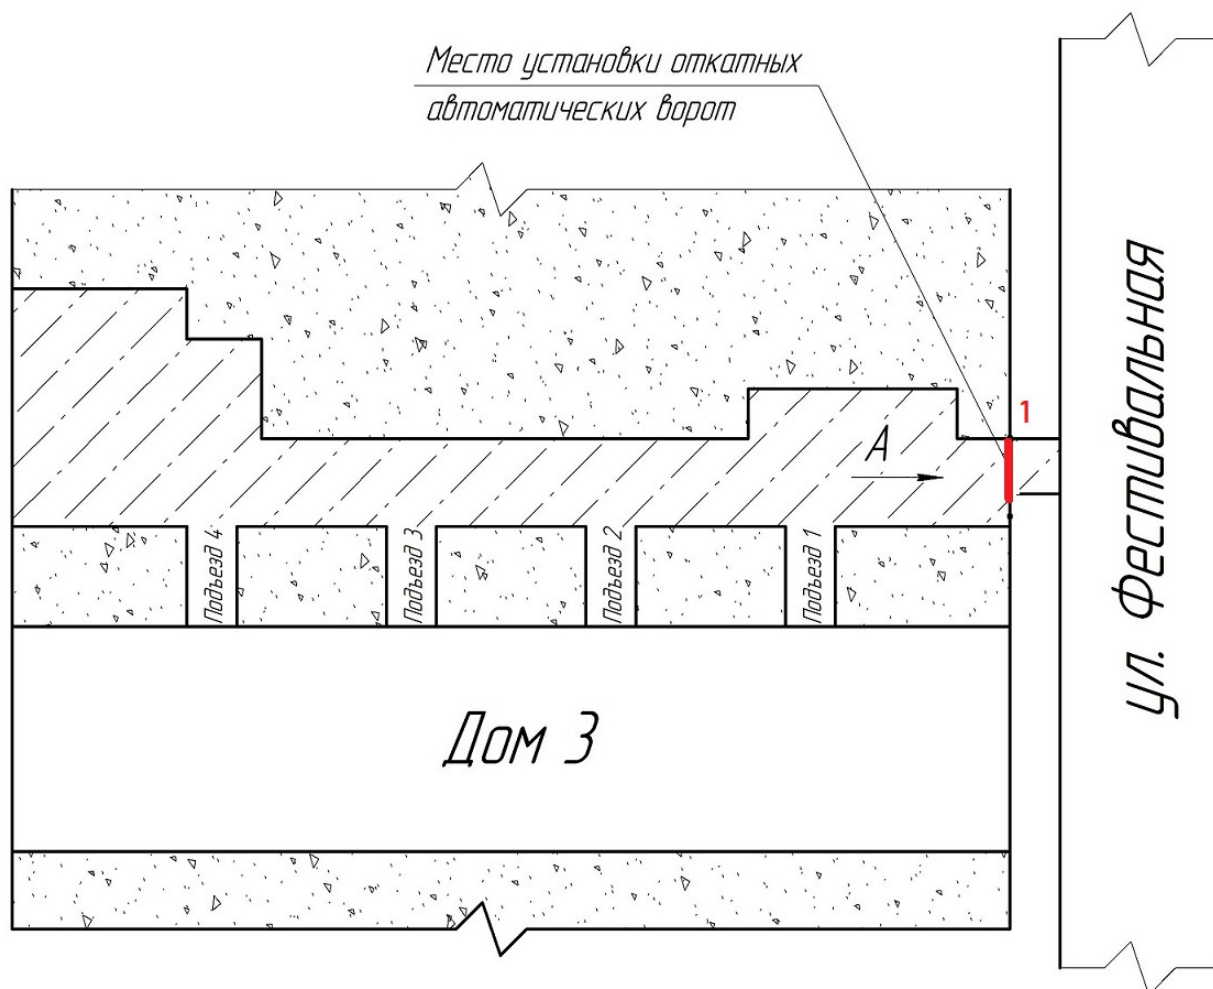 Место установки откатных
автоматических ворот
1
А
ул. Фестивальная
Подъезд 4
Подъезд 3
Подъезд 2
Подъезд 1
Дом 3